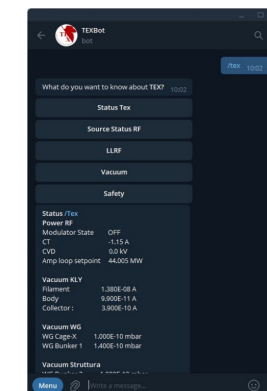 TEXBot
bot
/tex 10:02
What do you want to know about TEX? 10:02
Status Tex
Source Status RF
LLRF
Vacuum
Safety
Status /Tex
Power RF
Modulator State OFF
CT -1.15 A
CVD 0.0 kV
Amp loop setpoint 44.005 MW
Vacuum KLY
Filament 1.380E-08 A
Body 9.900E-11 A
Collector : 3.900E-10 A
Vacuum WG
WG Cage-X 1.000E-10 mbar
WG Bunker 1 1.400E-10 mbar
Vacuum Struttura
Menu Write a message...